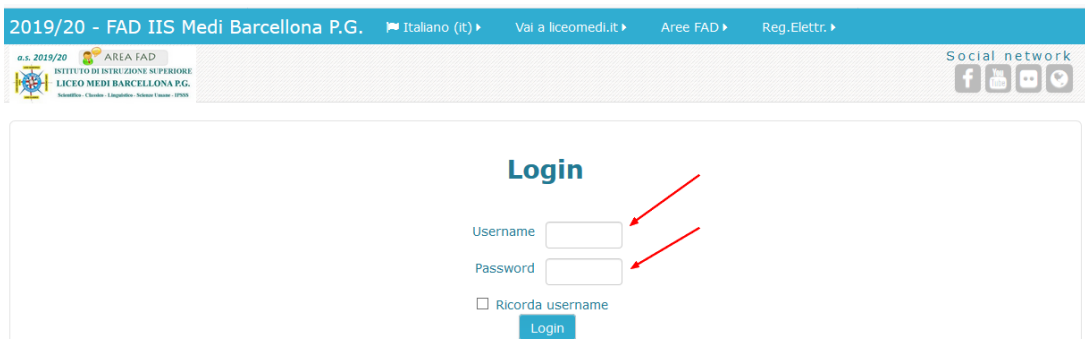 2019/20 - FAD IIS Medi Barcellona P.G. Italiano (it) Vai a liceomedi.it Aree FAD Reg.Elettr.
a.s. 2019/20 AREA FAD
ISTITUTO DI ISTRUZIONE SUPERIORE
LICEO MEDI BARCELLONA P.G.
Scientifico - Classico - Linguistico - Scienze Umane - IPSSS
Social network
You
Tube
Login
Username
Password
Ricorda username
Login